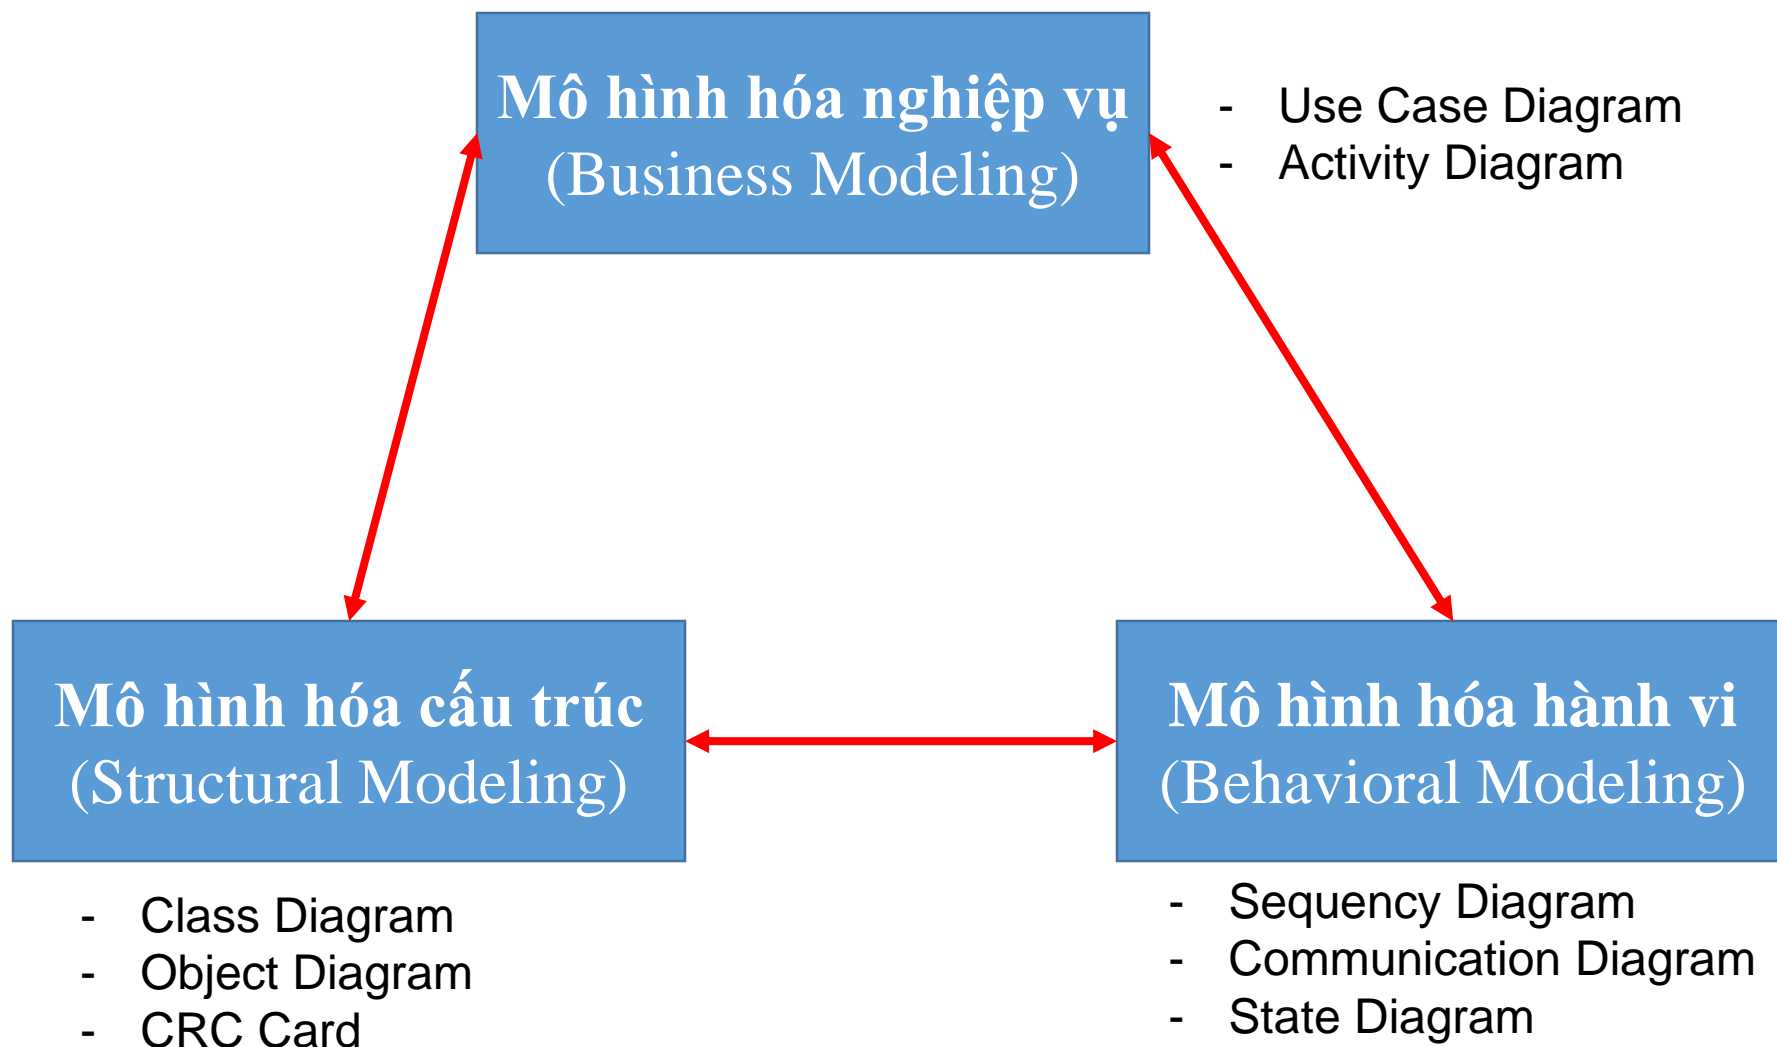 Mô hình hóa nghiệp vụ
(Business Modeling)
- Use Case Diagram
- Activity Diagram
Mô hình hóa cấu trúc
(Structural Modeling)
Mô hình hóa hành vi
(Behavioral Modeling)
- Class Diagram
- Object Diagram
- CRC Card
- Sequency Diagram
- Communication Diagram
- State Diagram